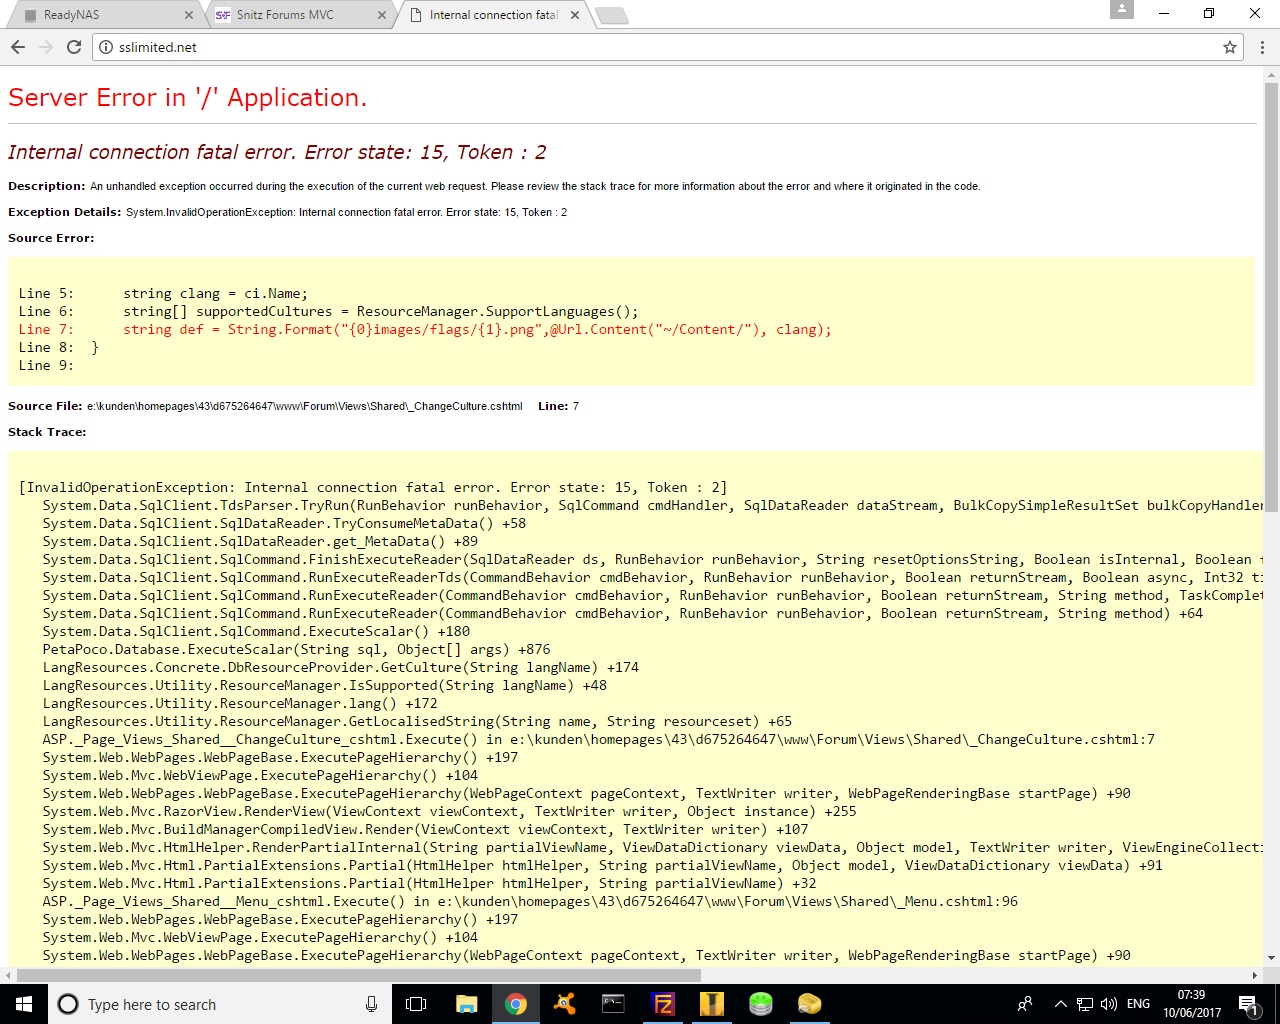 ReadyNAS
Snitz Forums MVC
Internal connection fatal
sslimited.net
Server Error in '/' Application.
Internal connection fatal error. Error state: 15, Token : 2
Description: An unhandled exception occurred during the execution of the current web request. Please review the stack trace for more information about the error and where it originated in the code.
Exception Details: System.InvalidOperationException: Internal connection fatal error. Error state: 15, Token : 2
Source Error:
Line 5:      string clang = ci.Name;
Line 6:      string[] supportedCultures = ResourceManager.SupportLanguages();
Line 7:      string def = String.Format("{0}images/flags/{1}.png",@Url.Content("~/Content/"), clang);
Line 8:  }
Line 9:
Source File: e:\kunden\homepages\43\d675264647\www\Forum\Views\Shared\_ChangeCulture.cshtml    Line: 7
Stack Trace:
[InvalidOperationException: Internal connection fatal error. Error state: 15, Token : 2]
System.Data.SqlClient.TdsParser.TryRun(RunBehavior runBehavior, SqlCommand cmdHandler, SqlDataReader dataStream, BulkCopySimpleResultSet bulkCopyHandler
System.Data.SqlClient.SqlDataReader.TryConsumeMetaData() +58
System.Data.SqlClient.SqlDataReader.get_MetaData() +89
System.Data.SqlClient.SqlCommand.FinishExecuteReader(SqlDataReader ds, RunBehavior runBehavior, String resetOptionsString, Boolean isInternal, Boolean
System.Data.SqlClient.SqlCommand.RunExecuteReaderTds(CommandBehavior cmdBehavior, RunBehavior runBehavior, Boolean returnStream, Boolean async, Int32 ti
System.Data.SqlClient.SqlCommand.RunExecuteReader(CommandBehavior cmdBehavior, RunBehavior runBehavior, Boolean returnStream, String method, TaskComplet
System.Data.SqlClient.SqlCommand.RunExecuteReader(CommandBehavior cmdBehavior, RunBehavior runBehavior, Boolean returnStream, String method) +64
System.Data.SqlClient.SqlCommand.ExecuteScalar() +180
PetaPoco.Database.ExecuteScalar(String sql, Object[] args) +876
LangResources.Concrete.DbResourceProvider.GetCulture(String langName) +174
LangResources.Utility.ResourceManager.IsSupported(String langName) +48
LangResources.Utility.ResourceManager.lang() +172
LangResources.Utility.ResourceManager.GetLocalisedString(String name, String resourceset) +65
ASP._Page_Views_Shared__ChangeCulture_cshtml.Execute() in e:\kunden\homepages\43\d675264647\www\Forum\Views\Shared\_ChangeCulture.cshtml:7
System.Web.WebPages.WebPageBase.ExecutePageHierarchy() +197
System.Web.Mvc.WebViewPage.ExecutePageHierarchy() +104
System.Web.WebPages.WebPageBase.ExecutePageHierarchy(WebPageContext pageContext, TextWriter writer, WebPageRenderingBase startPage) +90
System.Web.Mvc.RazorView.RenderView(ViewContext viewContext, TextWriter writer, Object instance) +255
System.Web.Mvc.BuildManagerCompiledView.Render(ViewContext viewContext, TextWriter writer) +107
System.Web.Mvc.HtmlHelper.RenderPartialInternal(String partialViewName, ViewDataDictionary viewData, Object model, TextWriter writer, ViewEngineCollecti
System.Web.Mvc.Html.PartialExtensions.Partial(HtmlHelper htmlHelper, String partialViewName, Object model, ViewDataDictionary viewData) +91
System.Web.Mvc.Html.PartialExtensions.Partial(HtmlHelper htmlHelper, String partialViewName) +32
ASP._Page_Views_Shared__Menu_cshtml.Execute() in e:\kunden\homepages\43\d675264647\www\Forum\Views\Shared\_Menu.cshtml:96
System.Web.WebPages.WebPageBase.ExecutePageHierarchy() +197
System.Web.Mvc.WebViewPage.ExecutePageHierarchy() +104
System.Web.WebPages.WebPageBase.ExecutePageHierarchy(WebPageContext pageContext, TextWriter writer, WebPageRenderingBase startPage) +90
Type here to search
ENG
07:39
10/06/2017
1